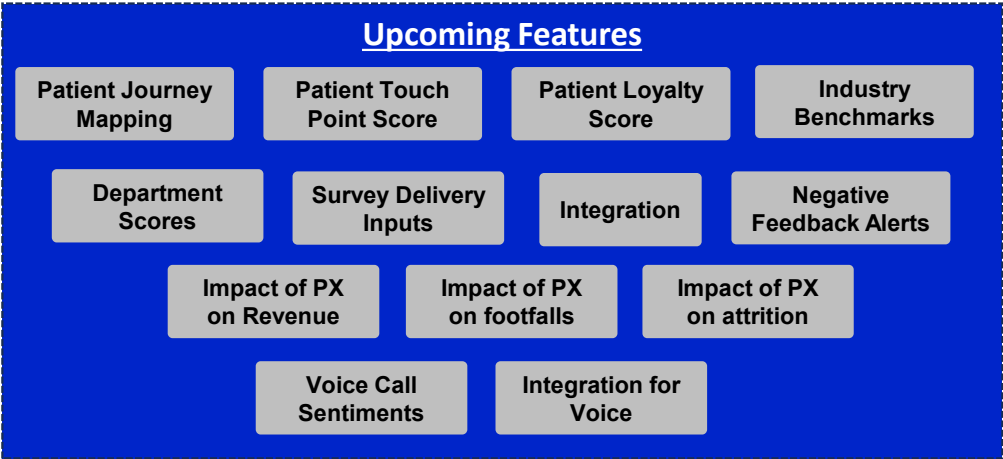 Upcoming Features
Patient Journey
Mapping
Patient Touch
Point Score
Patient Loyalty
Score
Industry
Benchmarks
Department
Scores
Survey Delivery
Inputs
Integration
Negative
Feedback Alerts
Impact of PX
on Revenue
Impact of PX
on footfalls
Impact of PX
on attrition
Voice Call
Sentiments
Integration for
Voice